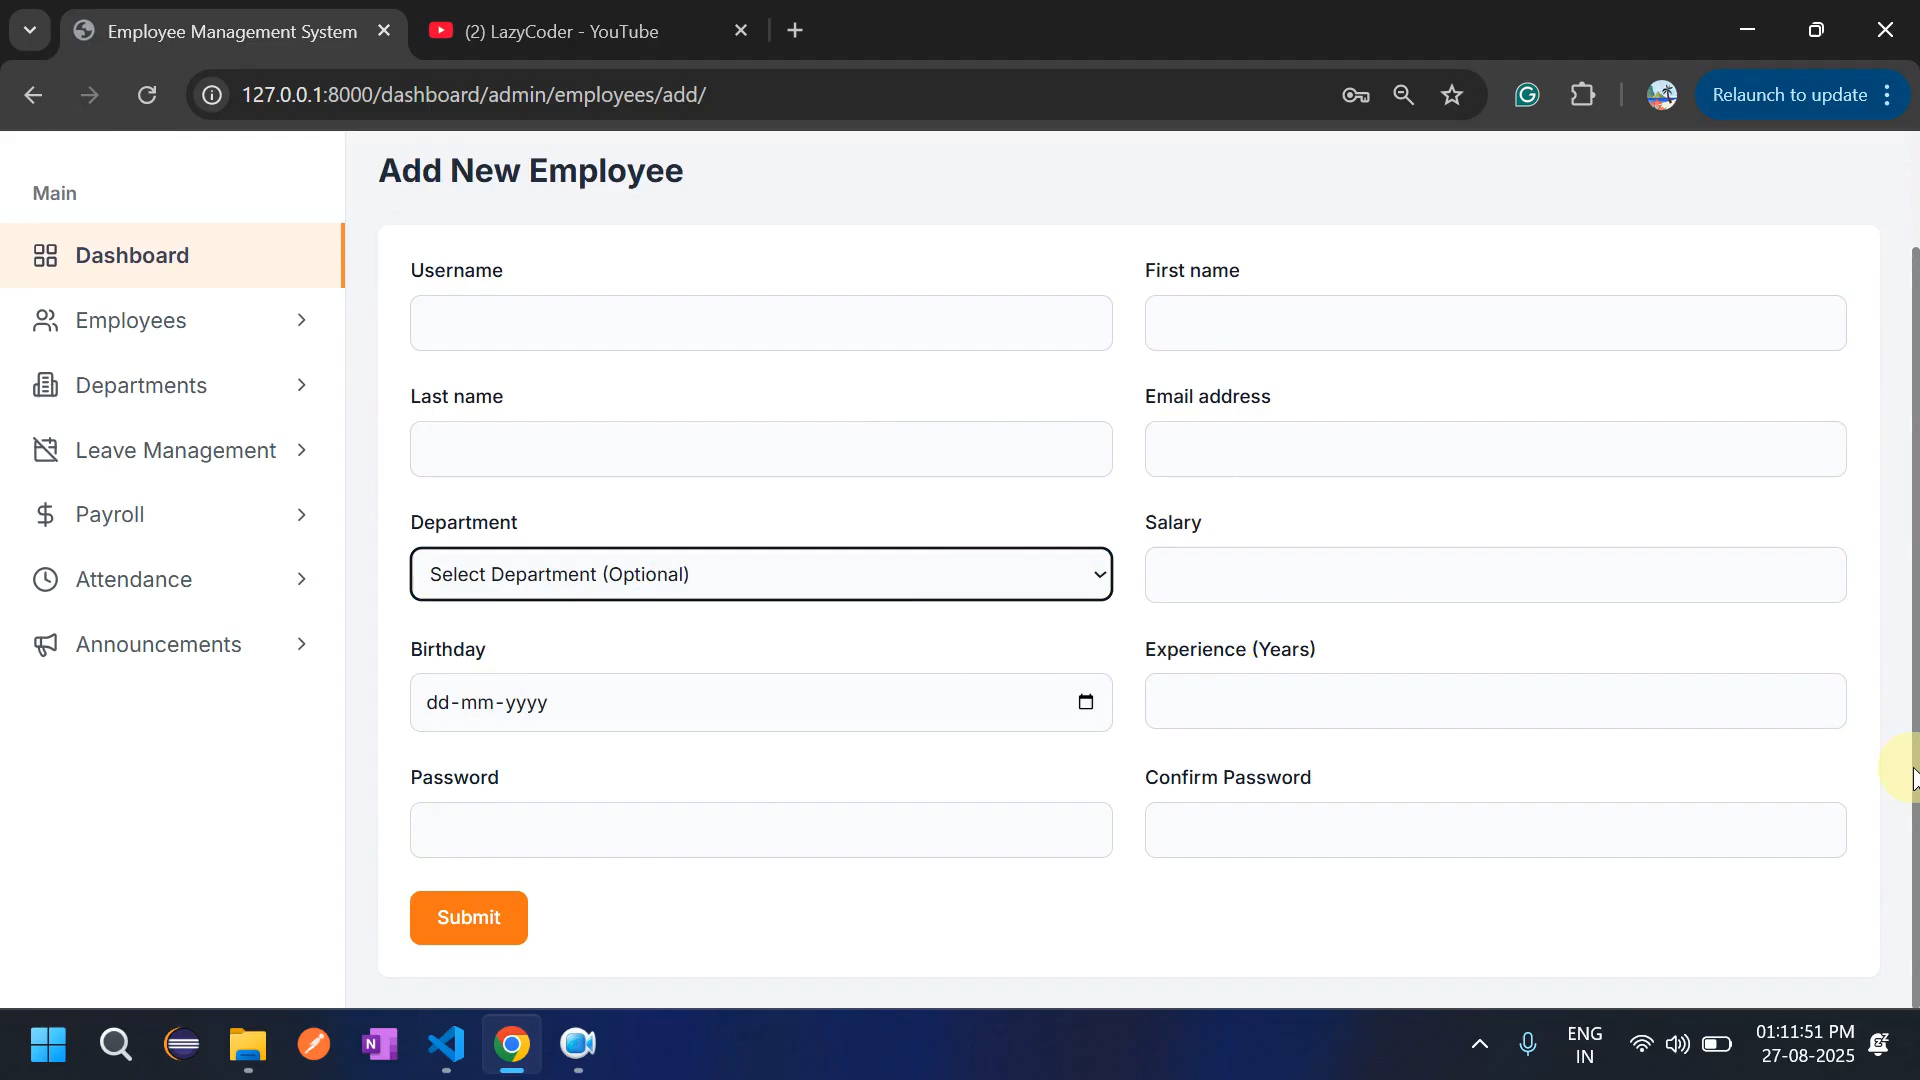 Employee Management System
(2) LazyCoder - YouTube
127.0.0.1:8000/dashboard/admin/employees/add/
Relaunch to update
Main
Dashboard
Employees
Departments
Leave Management
Payroll
Attendance
Announcements
Add New Employee
Username
First name
Last name
Email address
Department
Salary
Select Department (Optional)
Birthday
Experience (Years)
dd-mm-yyyy
Password
Confirm Password
Submit
ENG
IN
01:11:51 PM
27-08-2025